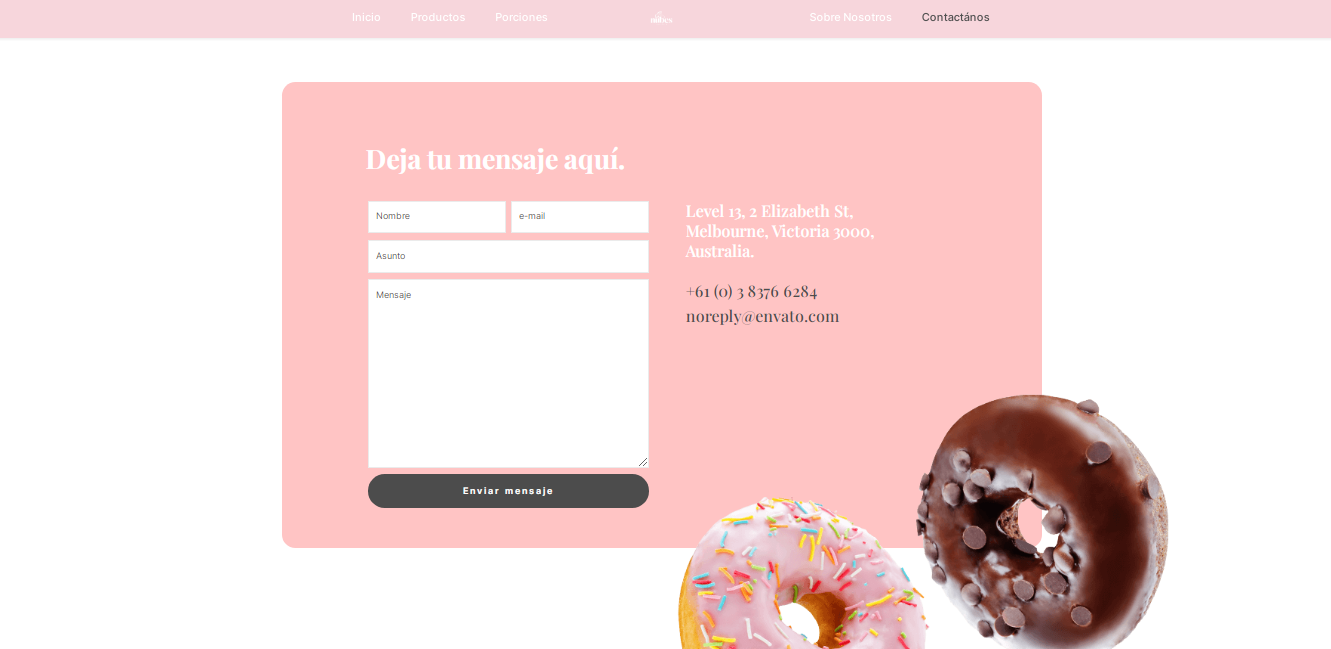 Inicio
Productos
Porciones
Sobre Nosotros
Contactános
Deja tu mensaje aquí.
Nombre
e-mail
Asunto
Mensaje
Enviar mensaje
Level 13, 2 Elizabeth St,
Melbourne, Victoria 3000,
Australia.
+61 (0) 3 8376 6284
noreply@envato.com